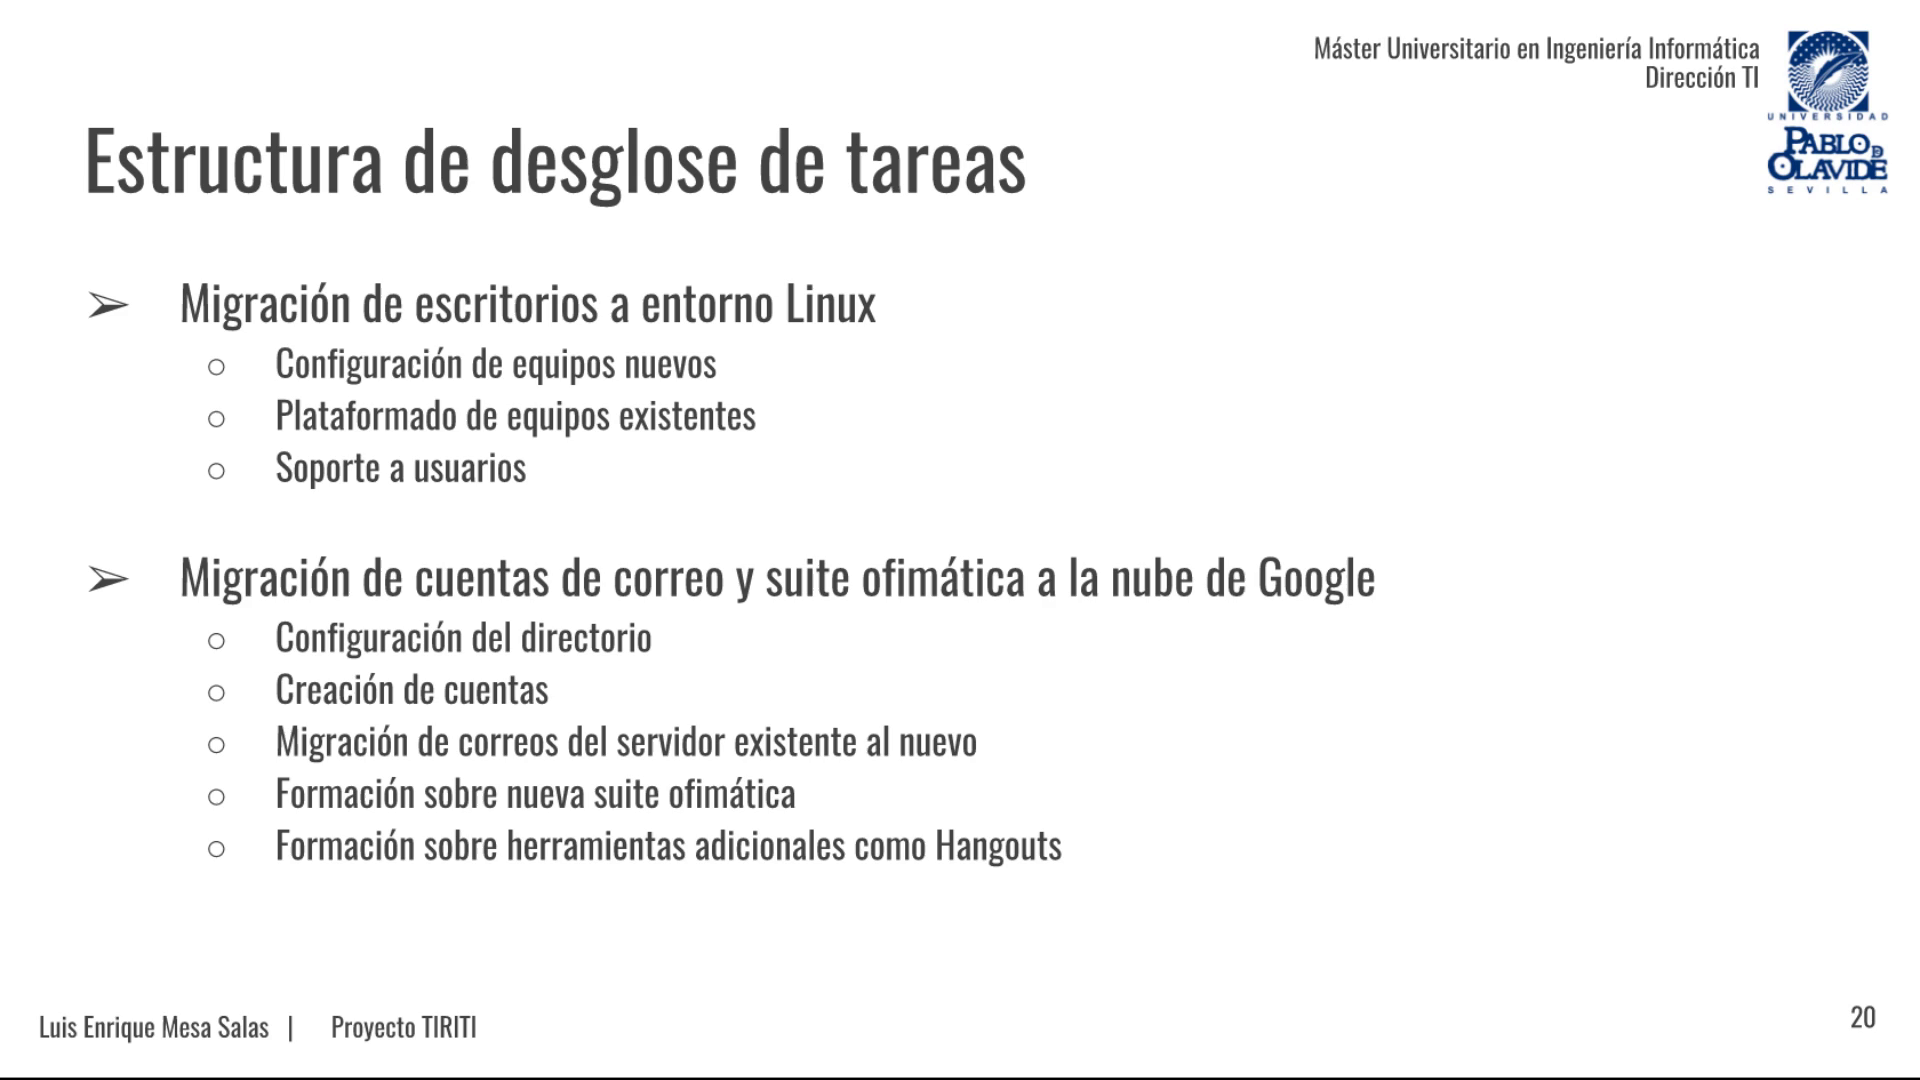 Máster Universitario en Ingeniería Informática
Dirección TI
UNIVERSIDAD
PABLO DE
OLAVIDE
SEVILLA
Estructura de desglose de tareas
➢ Migración de escritorios a entorno Linux
○ Configuración de equipos nuevos
○ Plataformado de equipos existentes
○ Soporte a usuarios
➢ Migración de cuentas de correo y suite ofimática a la nube de Google
○ Configuración del directorio
○ Creación de cuentas
○ Migración de correos del servidor existente al nuevo
○ Formación sobre nueva suite ofimática
○ Formación sobre herramientas adicionales como Hangouts
Luis Enrique Mesa Salas | Proyecto TIRITI
20